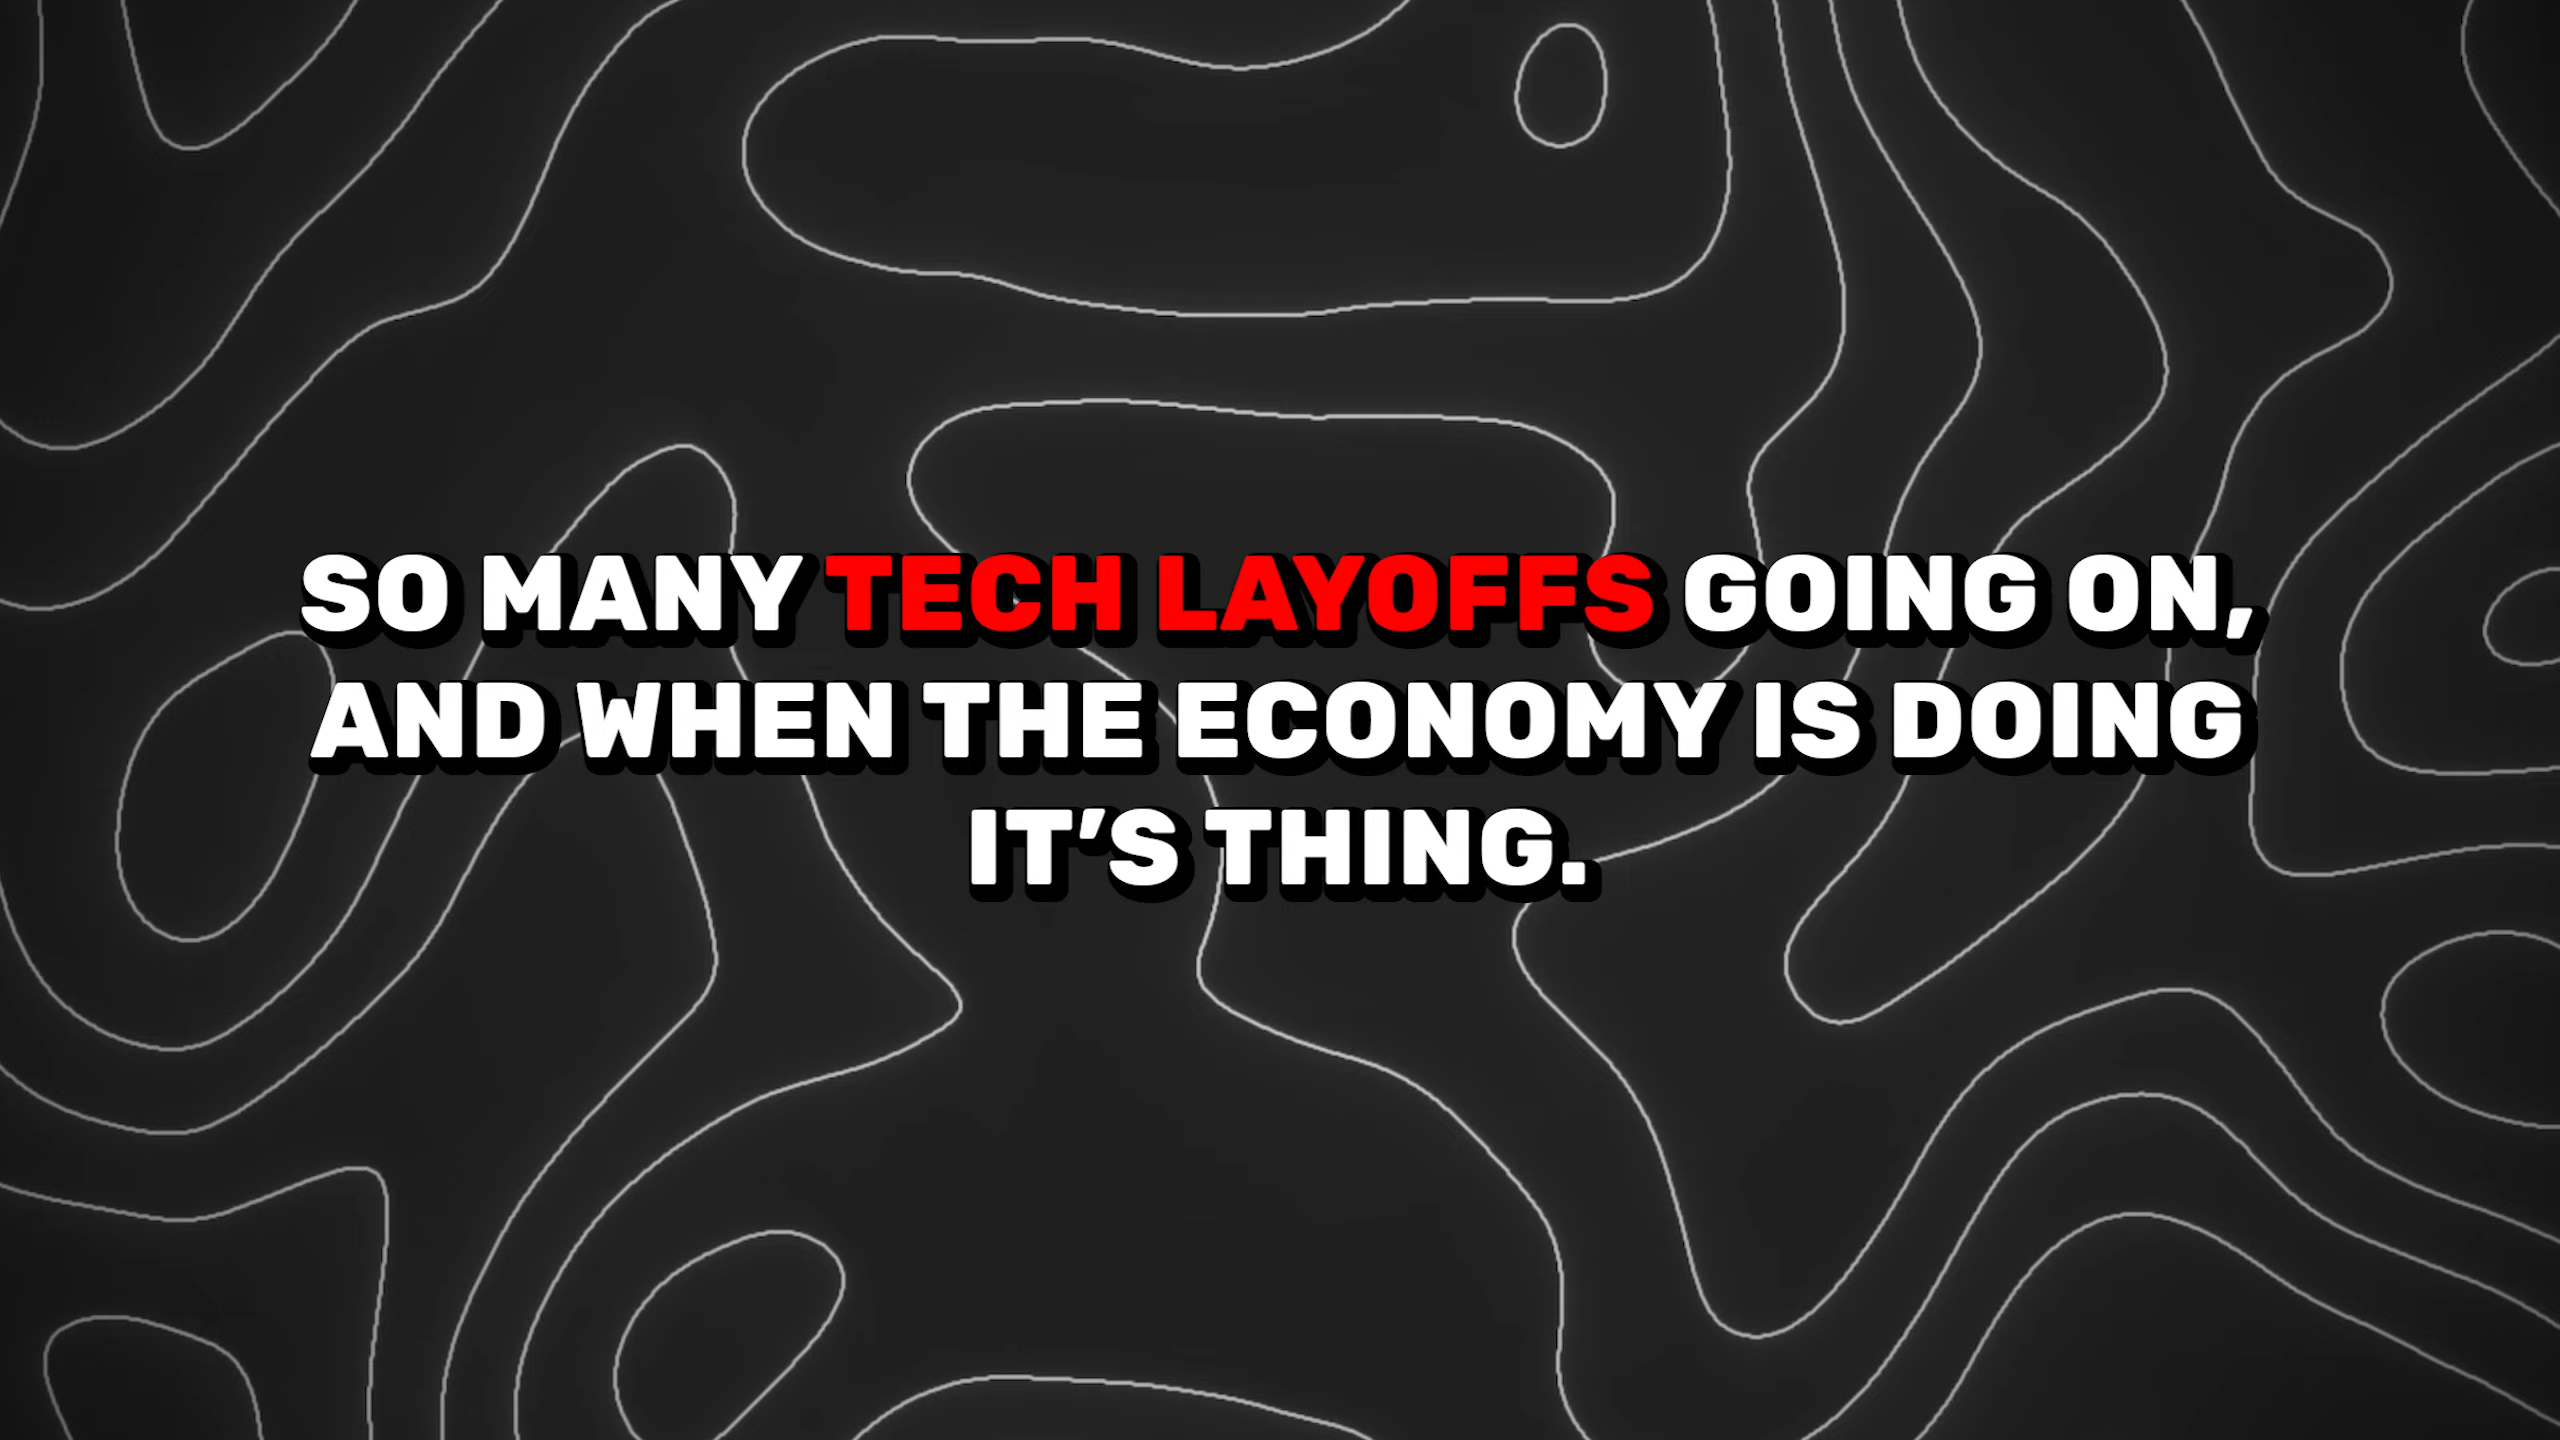 SO MANY TECH LAYOFFS GOING ON,
AND WHEN THE ECONOMY IS DOING
IT’S THING.